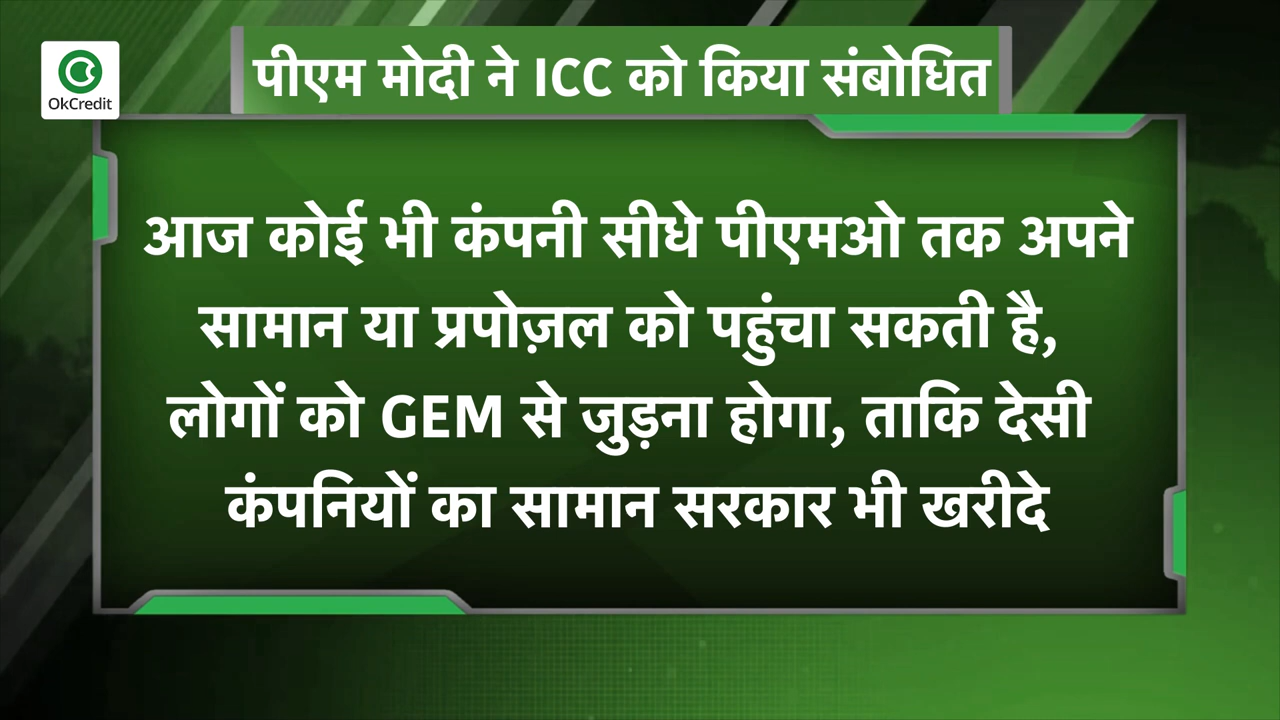 OkCredit
पीएम मोदी ने ICC को किया संबोधित
आज कोई भी कंपनी सीधे पीएमओ तक अपने
सामान या प्रपोज़ल को पहुंचा सकती है,
लोगों को GEM से जुड़ना होगा, ताकि देसी
कंपनियों का सामान सरकार भी खरीदे